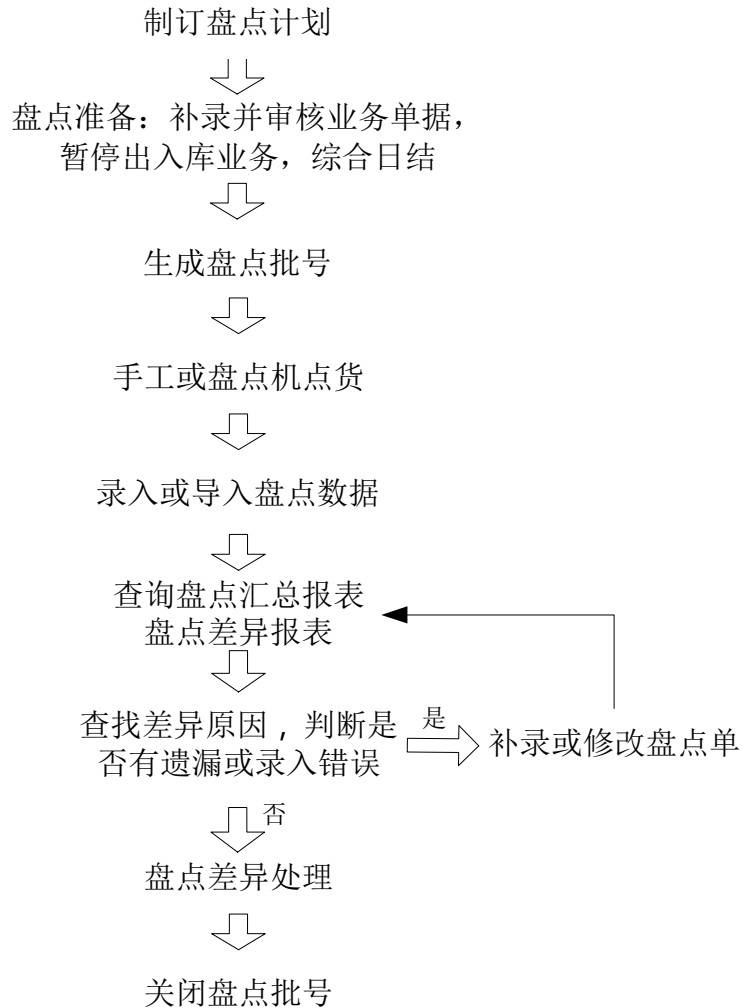 制订盘点计划
盘点准备：补录并审核业务单据，
暂停出入库业务，综合日结
生成盘点批号
手工或盘点机点货
录入或导入盘点数据
查询盘点汇总报表
盘点差异报表
查找差异原因，判断是
否有遗漏或录入错误
是
补录或修改盘点单
否
盘点差异处理
关闭盘点批号